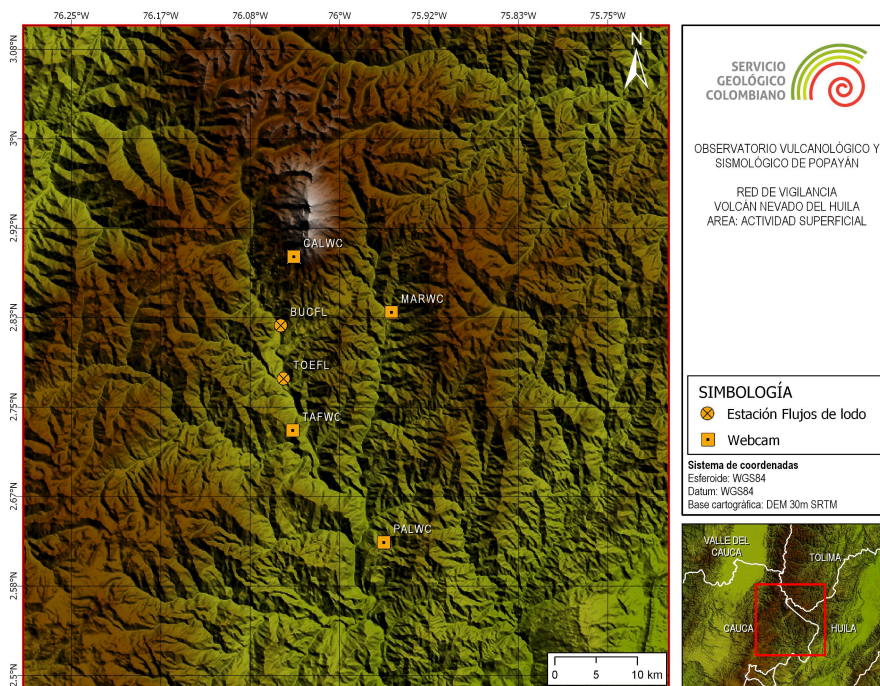 76.25°W 76.17°W 76.08°W 76°W 75.92°W 75.83°W 75.75°W
3.08°N
3°N
2.92°N
2.83°N
2.75°N
2.67°N
2.58°N
2.5°N
N
CALWC
MARWC
BUCFL
TOEFL
TAFWC
PALWC
0 5 10 km
SERVICIO
GEOLÓGICO
COLOMBIANO
OBSERVATORIO VULCANOLÓGICO Y
SISMOLÓGICO DE POPAYÁN
RED DE VIGILANCIA
VOLCÁN NEVADO DEL HUILA
AREA: ACTIVIDAD SUPERFICIAL
SIMBOLOGÍA
Estación Flujos de lodo
Webcam
Sistema de coordenadas
Esferoide: WGS84
Datum: WGS84
Base cartográfica: DEM 30m SRTM
VALLE DEL
CAUCA
TOLIMA
CAUCA
HUILA